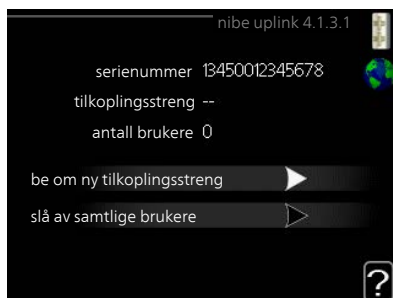 nibe uplink 4.1.3.1
serienummer 13450012345678
tilkoplingsstreng --
antall brukere 0
be om ny tilkoplingsstreng
slå av samtlige brukere
?